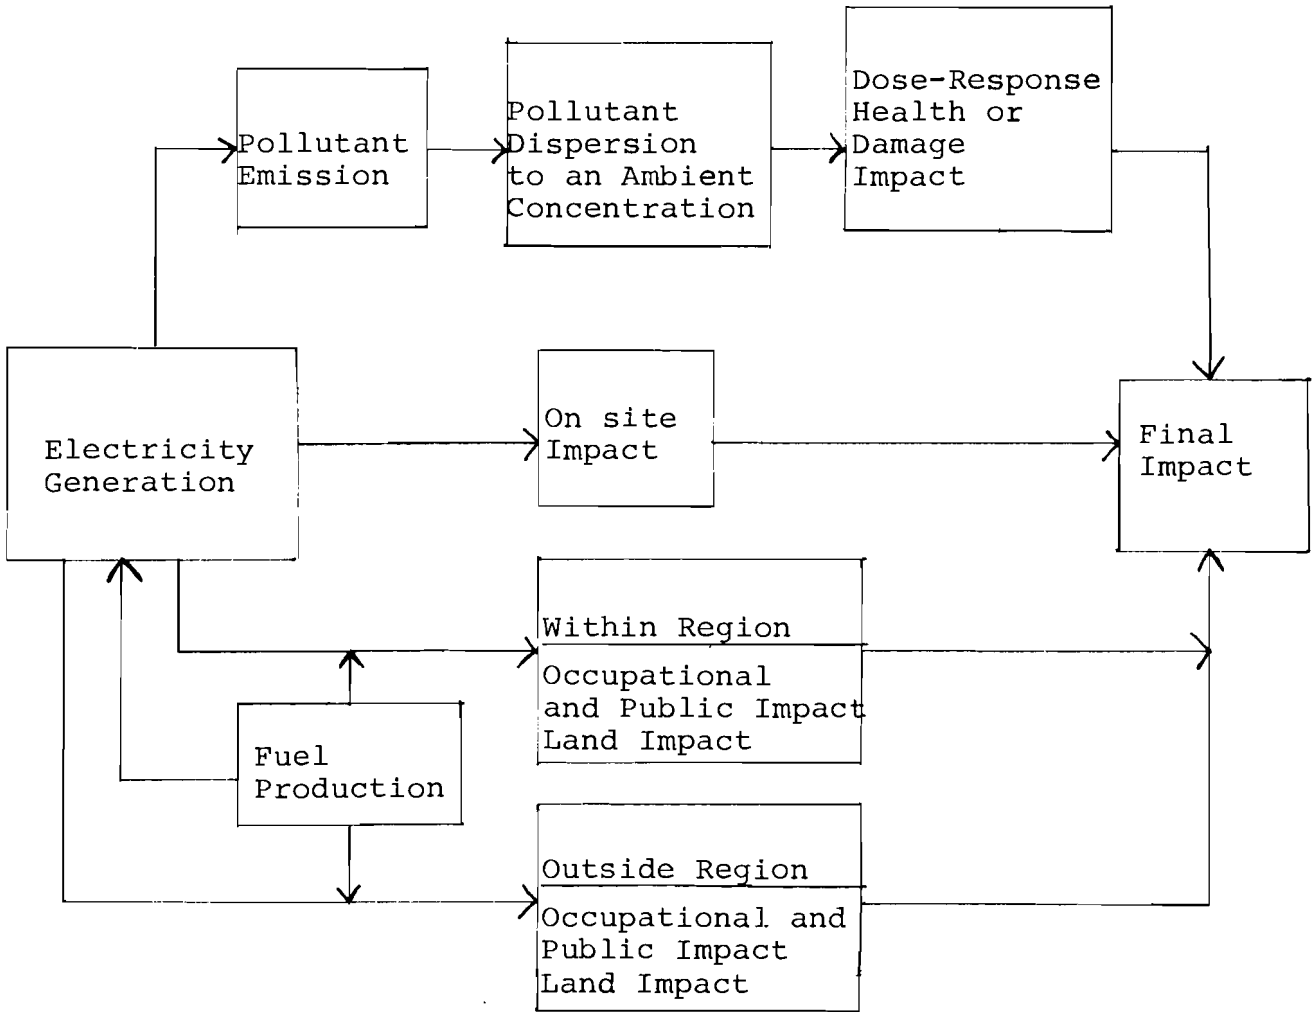 Pollutant
Emission
Pollutant
Dispersion
to an Ambient
Concentration
Dose-Response
Health or
Damage
Impact
Electricity
Generation
On site
Impact
Final
Impact
Within Region
Occupational
and Public Impact
Land Impact
Fuel
Production
Outside Region
Occupational and
Public Impact
Land Impact